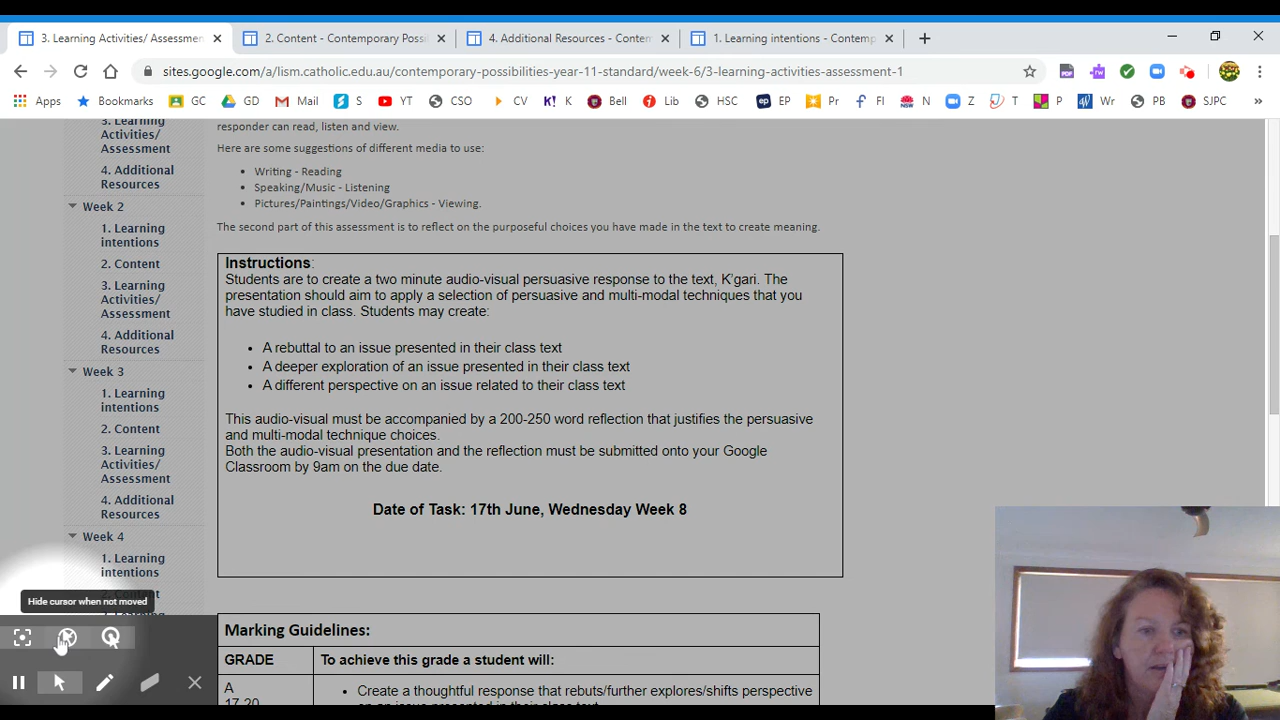 3. Learning Activities/ Assessmen
2. Content - Contemporary Possi
4. Additional Resources - Conten
1. Learning intentions - Contemp
sites.google.com/a/lism.catholic.edu.au/contemporary-possibilities-year-11-standard/week-6/3-learning-activities-assessment-1
Apps Bookmarks GC GD Mail S YT SO CV K Bell Lib HSC EP Pr FI N Z T P Wr PB SJPC
3. Learning
Activities/
Assessment
4. Additional
Resources
Week 2
1. Learning
intentions
2. Content
3. Learning
Activities/
Assessment
4. Additional
Resources
Week 3
1. Learning
intentions
2. Content
3. Learning
Activities/
Assessment
4. Additional
Resources
Week 4
1. Learning
intentions
2. Content
Hide cursor when not moved
responder can read, listen and view.
Here are some suggestions of different media to use:
Writing - Reading
Speaking/Music - Listening
Pictures/Paintings/Video/Graphics - Viewing.
The second part of this assessment is to reflect on the purposeful choices you have made in the text to create meaning.
Instructions:
Students are to create a two minute audio-visual persuasive response to the text, K'gari. The
presentation should aim to apply a selection of persuasive and multi-modal techniques that you
have studied in class. Students may create:
A rebuttal to an issue presented in their class text
A deeper exploration of an issue presented in their class text
A different perspective on an issue related to their class text
This audio-visual must be accompanied by a 200-250 word reflection that justifies the persuasive
and multi-modal technique choices.
Both the audio-visual presentation and the reflection must be submitted onto your Google
Classroom by 9am on the due date.
Date of Task: 17th June, Wednesday Week 8
Marking Guidelines:
GRADE To achieve this grade a student will:
A
17-20
Create a thoughtful response that rebuts/further explores/shifts perspective
on an issue presented in their class text